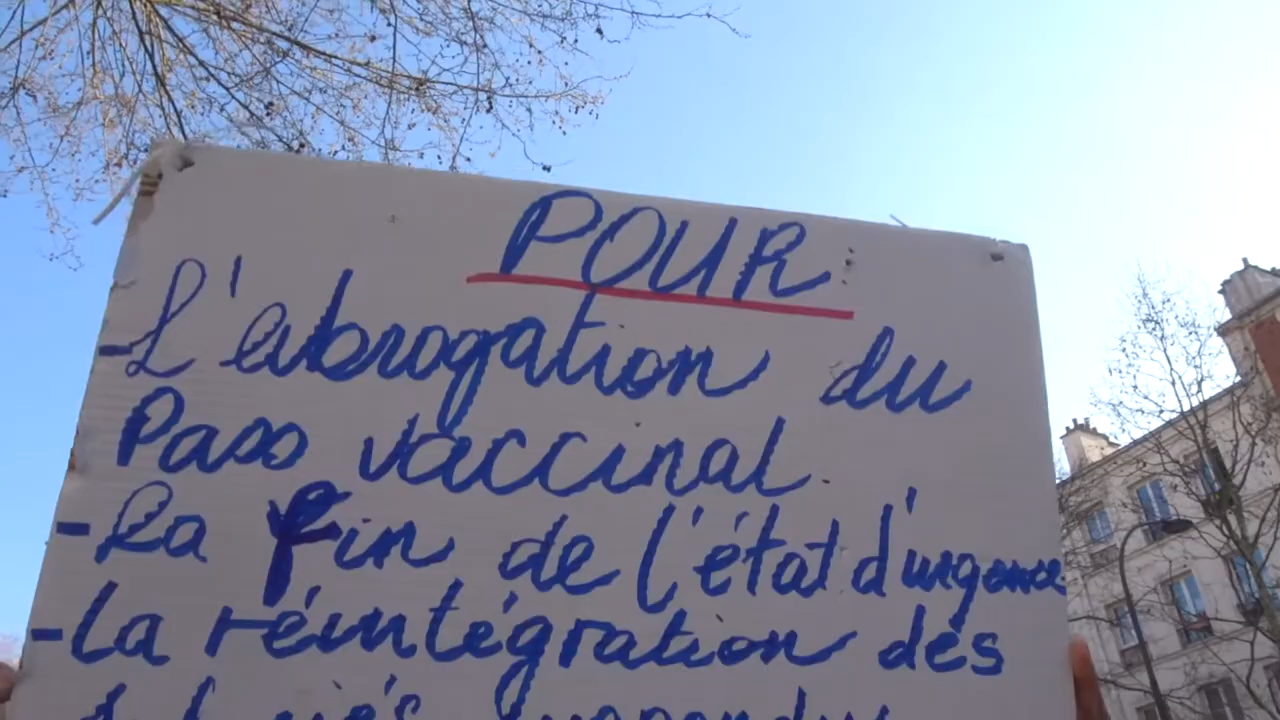 POUR :
- L'abrogation du
Pass vaccinal.
- La fin de l'état d'urgence.
- La réintégration des